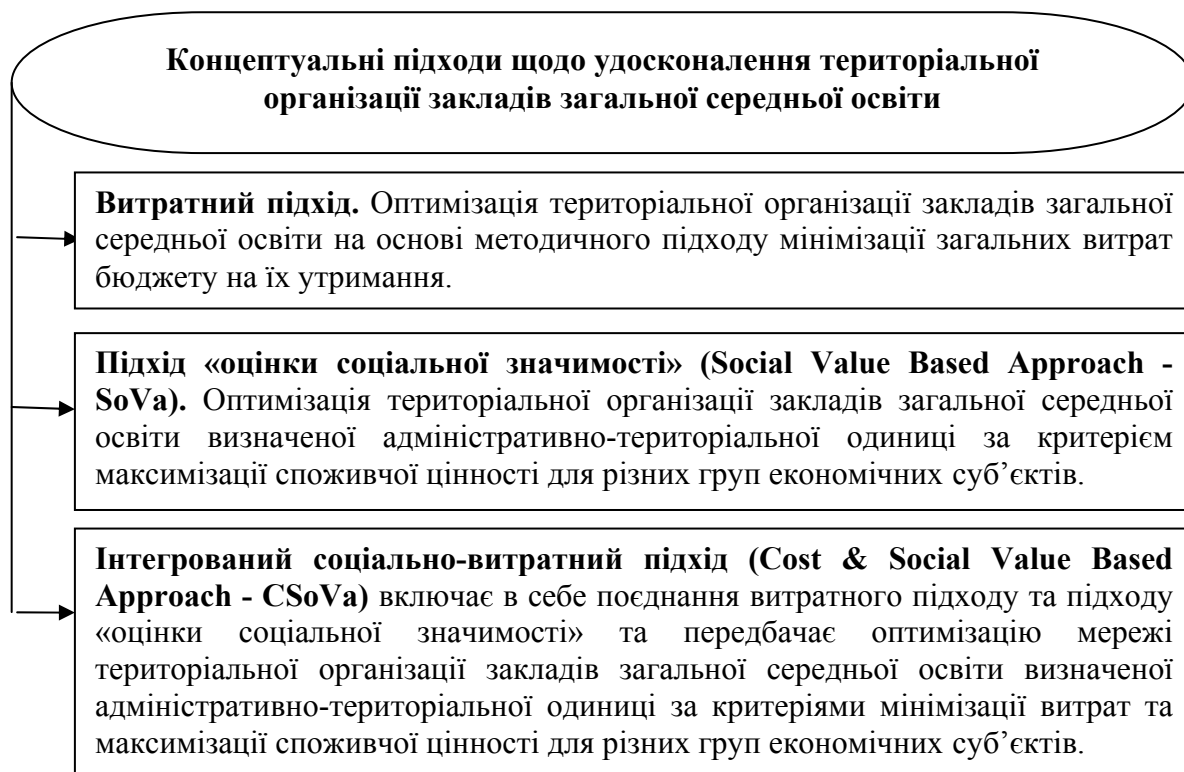 Концептуальні підходи щодо удосконалення територіальної
організації закладів загальної середньої освіти
Витратний підхід. Оптимізація територіальної організації закладів загальної
середньої освіти на основі методичного підходу мінімізації загальних витрат
бюджету на їх утримання.
Підхід «оцінки соціальної значимості» (Social Value Based Approach -
SoVa). Оптимізація територіальної організації закладів загальної середньої
освіти визначеної адміністративно-територіальної одиниці за критерієм
максимізації споживчої цінності для різних груп економічних суб’єктів.
Інтегрований соціально-витратний підхід (Cost & Social Value Based
Approach - CSoVa) включає в себе поєднання витратного підходу та підходу
«оцінки соціальної значимості» та передбачає оптимізацію мережі
територіальної організації закладів загальної середньої освіти визначеної
адміністративно-територіальної одиниці за критеріями мінімізації витрат та
максимізації споживчої цінності для різних груп економічних суб’єктів.